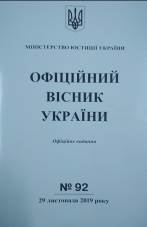 МІНІСТЕРСТВО ЮСТИЦІЇ УКРАЇНИ
ОФІЦІЙНИЙ
ВІСНИК
УКРАЇНИ
Офіційне видання
№ 92
29 листопада 2019 року